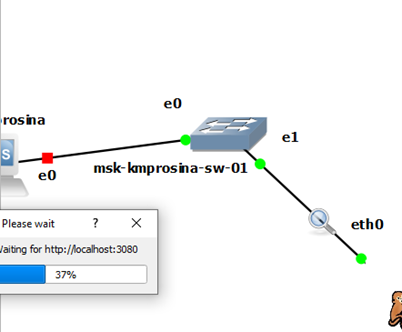 e0
prosina
e1
e0
msk-kmprosina-sw-01
Please wait
?
Waiting for http://localhost:3080
eth0
37%